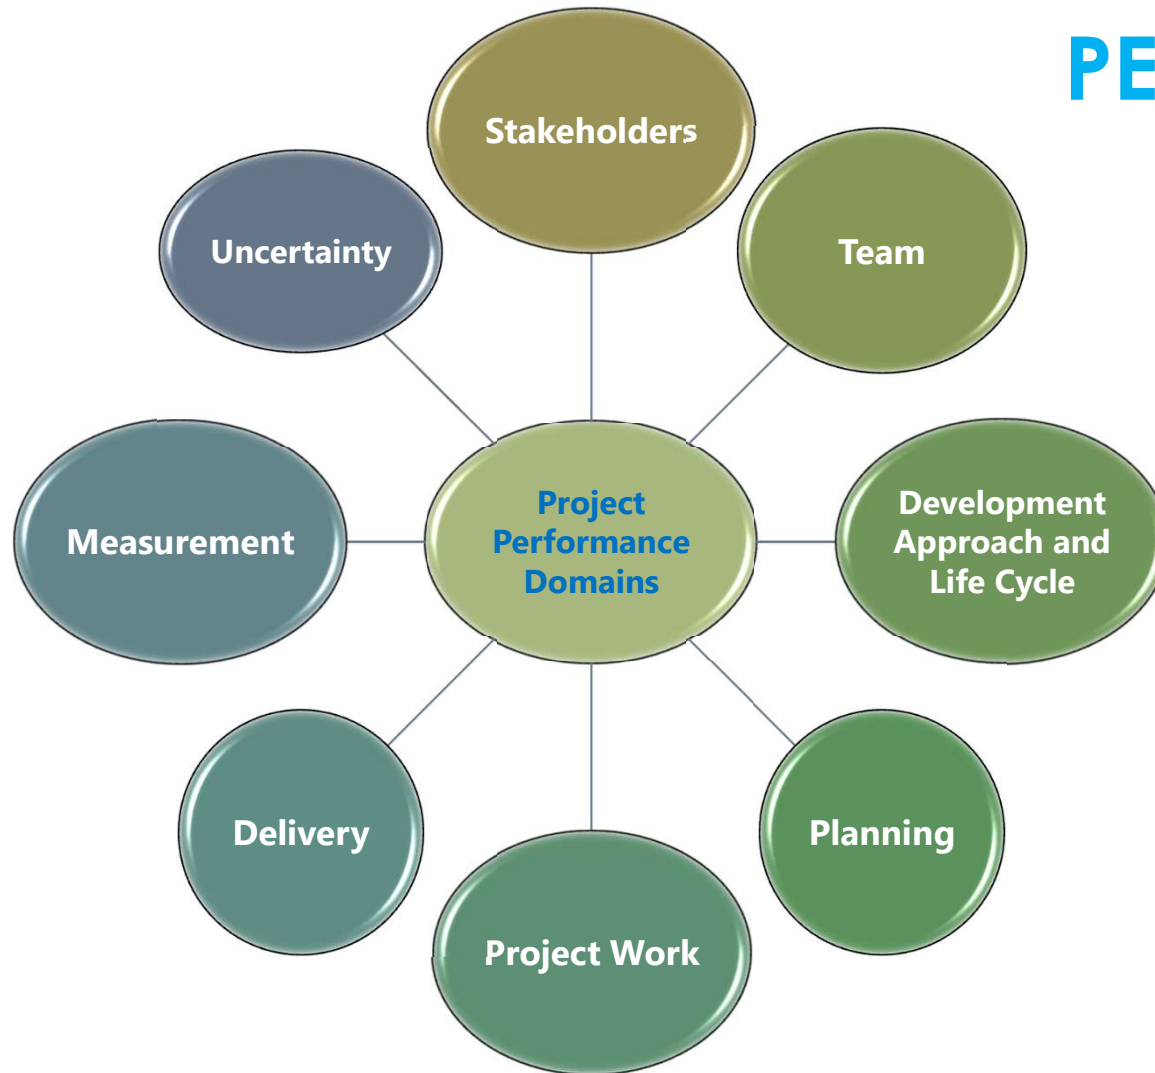 PE
Stakeholders
Team
Development
Approach and
Life Cycle
Planning
Project Work
Delivery
Measurement
Uncertainty
Project
Performance
Domains